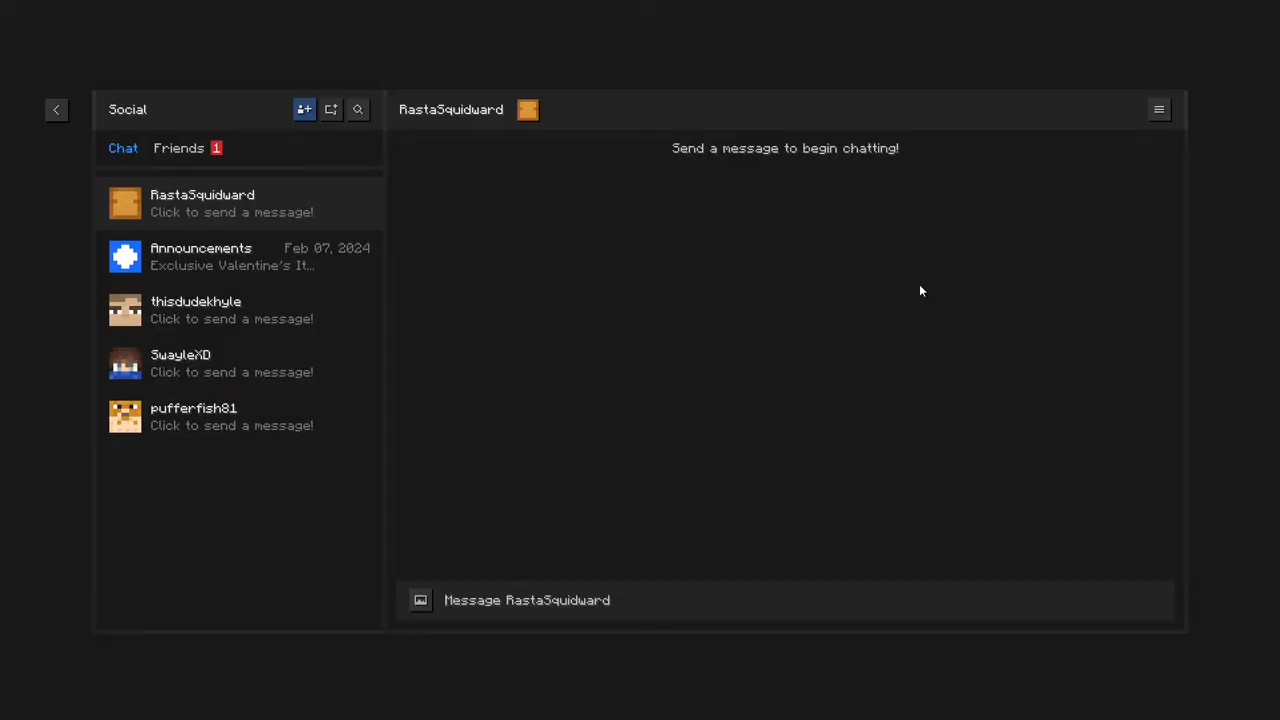 Social
Chat Friends 1
RastaSquidward
Click to send a message!
Announcements Feb 07, 2024
Exclusive Valentine's It...
thisdudekhyle
Click to send a message!
SwayleXD
Click to send a message!
pufferfish81
Click to send a message!
RastaSquidward
Send a message to begin chatting!
Message RastaSquidward